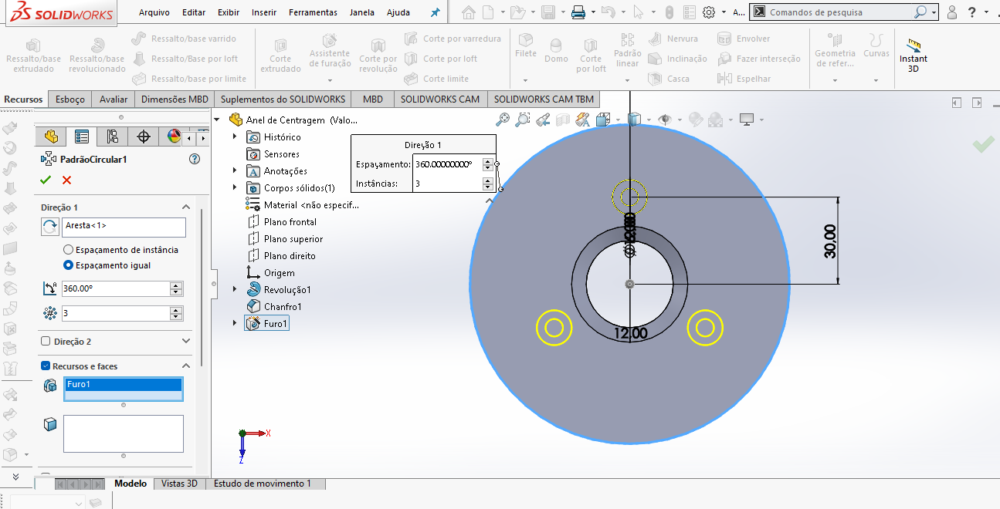 SOLIDWORKS Arquivo Editar Exibir Inserir Ferramentas Janela Ajuda A... Comandos de pesquisa ?
Ressalto/base extrudado
Ressalto/base revolucionado
Ressalto/base varrido
Ressalto/Base por loft
Ressalto/base por limite
Corte extrudado
Assistente de furação
Corte por revolução
Corte por varredura
Corte por loft
Corte limite
Filete
Domo
Corte por loft
Padrão linear
Nervura
Inclinação
Casca
Envolver
Fazer interseção
Espelhar
Geometria de refer...
Curvas
Instant 3D
Recursos Esboço Avaliar Dimensões MBD Suplementos do SOLIDWORKS MBD SOLIDWORKS CAM SOLIDWORKS CAM TBM
PadrãoCircular1
Direção 1
Aresta<1>
Espaçamento de instância
Espaçamento igual
360.00º
3
Direção 2
Recursos e faces
Furo1
Anel de Centragem (Valo...
Histórico
Sensores
Anotações
Corpos sólidos(1)
Material <não especif...
Plano frontal
Plano superior
Plano direito
Origem
Revolução1
Chanfro1
Furo1
Direção 1
Espaçamento: 360.00000000º
Instâncias: 3
30,00
12,00
X
Z
Modelo Vistas 3D Estudo de movimento 1